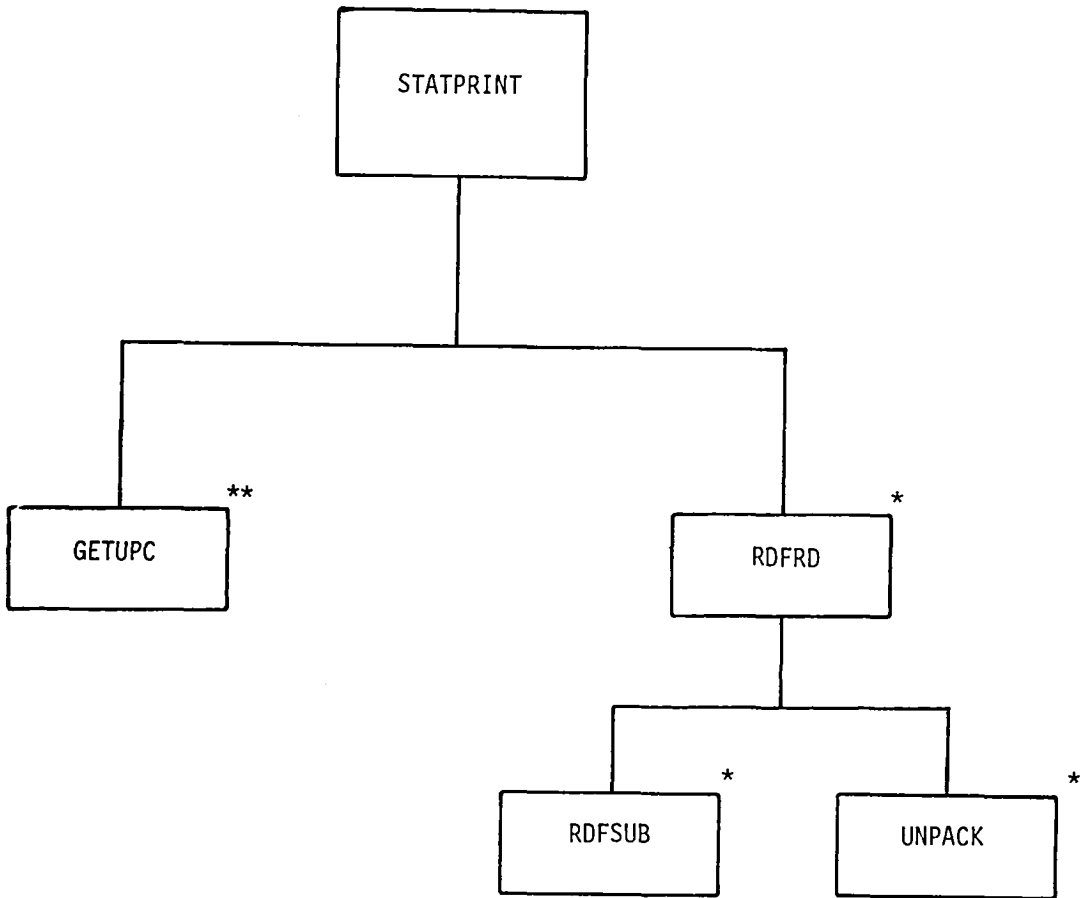 STATPRINT
**
GETUPC
*
RDFRD
*
RDFSUB
*
UNPACK